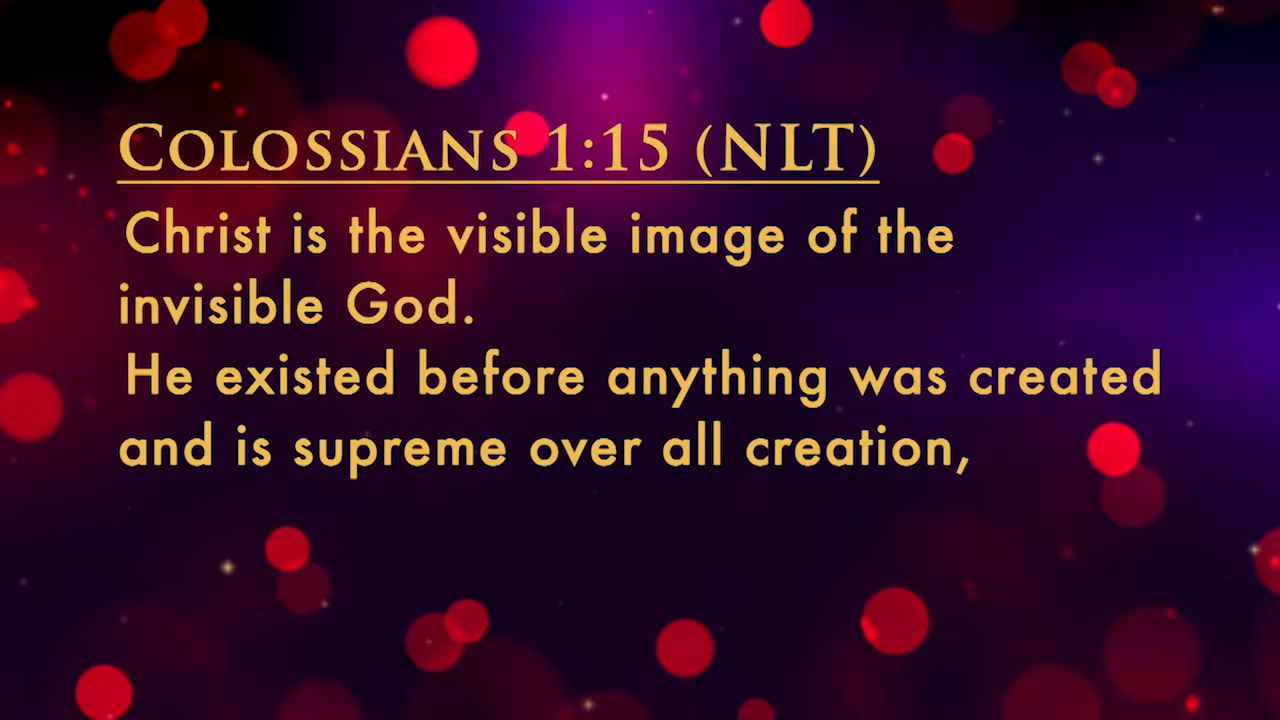 COLOSSIANS 1:15 (NLT)
Christ is the visible image of the
invisible God.
He existed before anything was created
and is supreme over all creation,